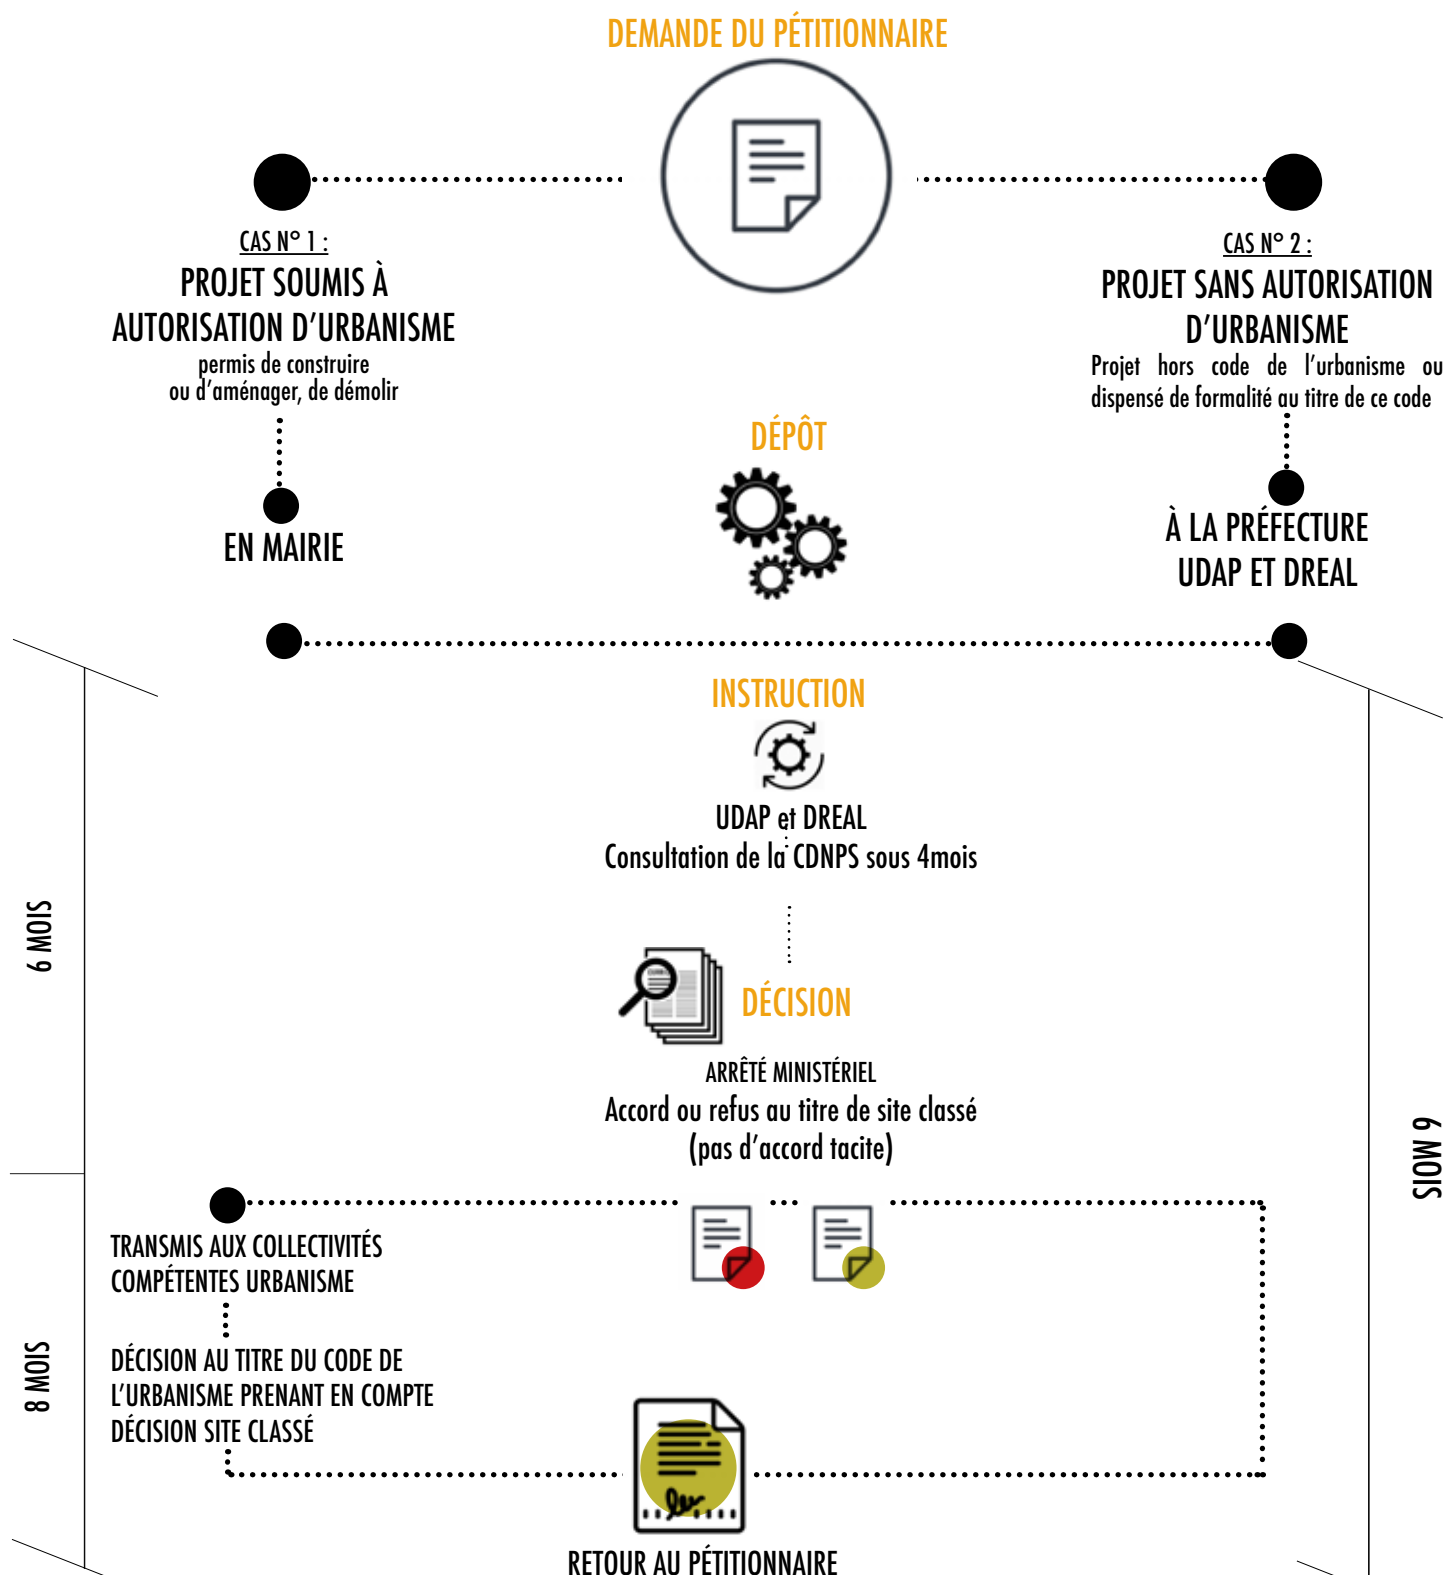 DEMANDE DU PÉTITIONNAIRE
CAS N° 1 :
PROJET SOUMIS À
AUTORISATION D'URBANISME
permis de construire
ou d'aménager, de démolir
CAS N° 2 :
PROJET SANS AUTORISATION
D'URBANISME
Projet hors code de l'urbanisme ou
dispensé de formalité au titre de ce code
DÉPÔT
EN MAIRIE
À LA PRÉFECTURE
UDAP ET DREAL
INSTRUCTION
UDAP et DREAL
Consultation de la CDNPS sous 4mois
6 MOIS
DÉCISION
ARRÊTÉ MINISTÉRIEL
Accord ou refus au titre de site classé
(pas d'accord tacite)
6 MOIS
TRANSMIS AUX COLLECTIVITÉS
COMPÉTENTES URBANISME
8 MOIS
DÉCISION AU TITRE DU CODE DE
L'URBANISME PRENANT EN COMPTE
DÉCISION SITE CLASSÉ
RETOUR AU PÉTITIONNAIRE